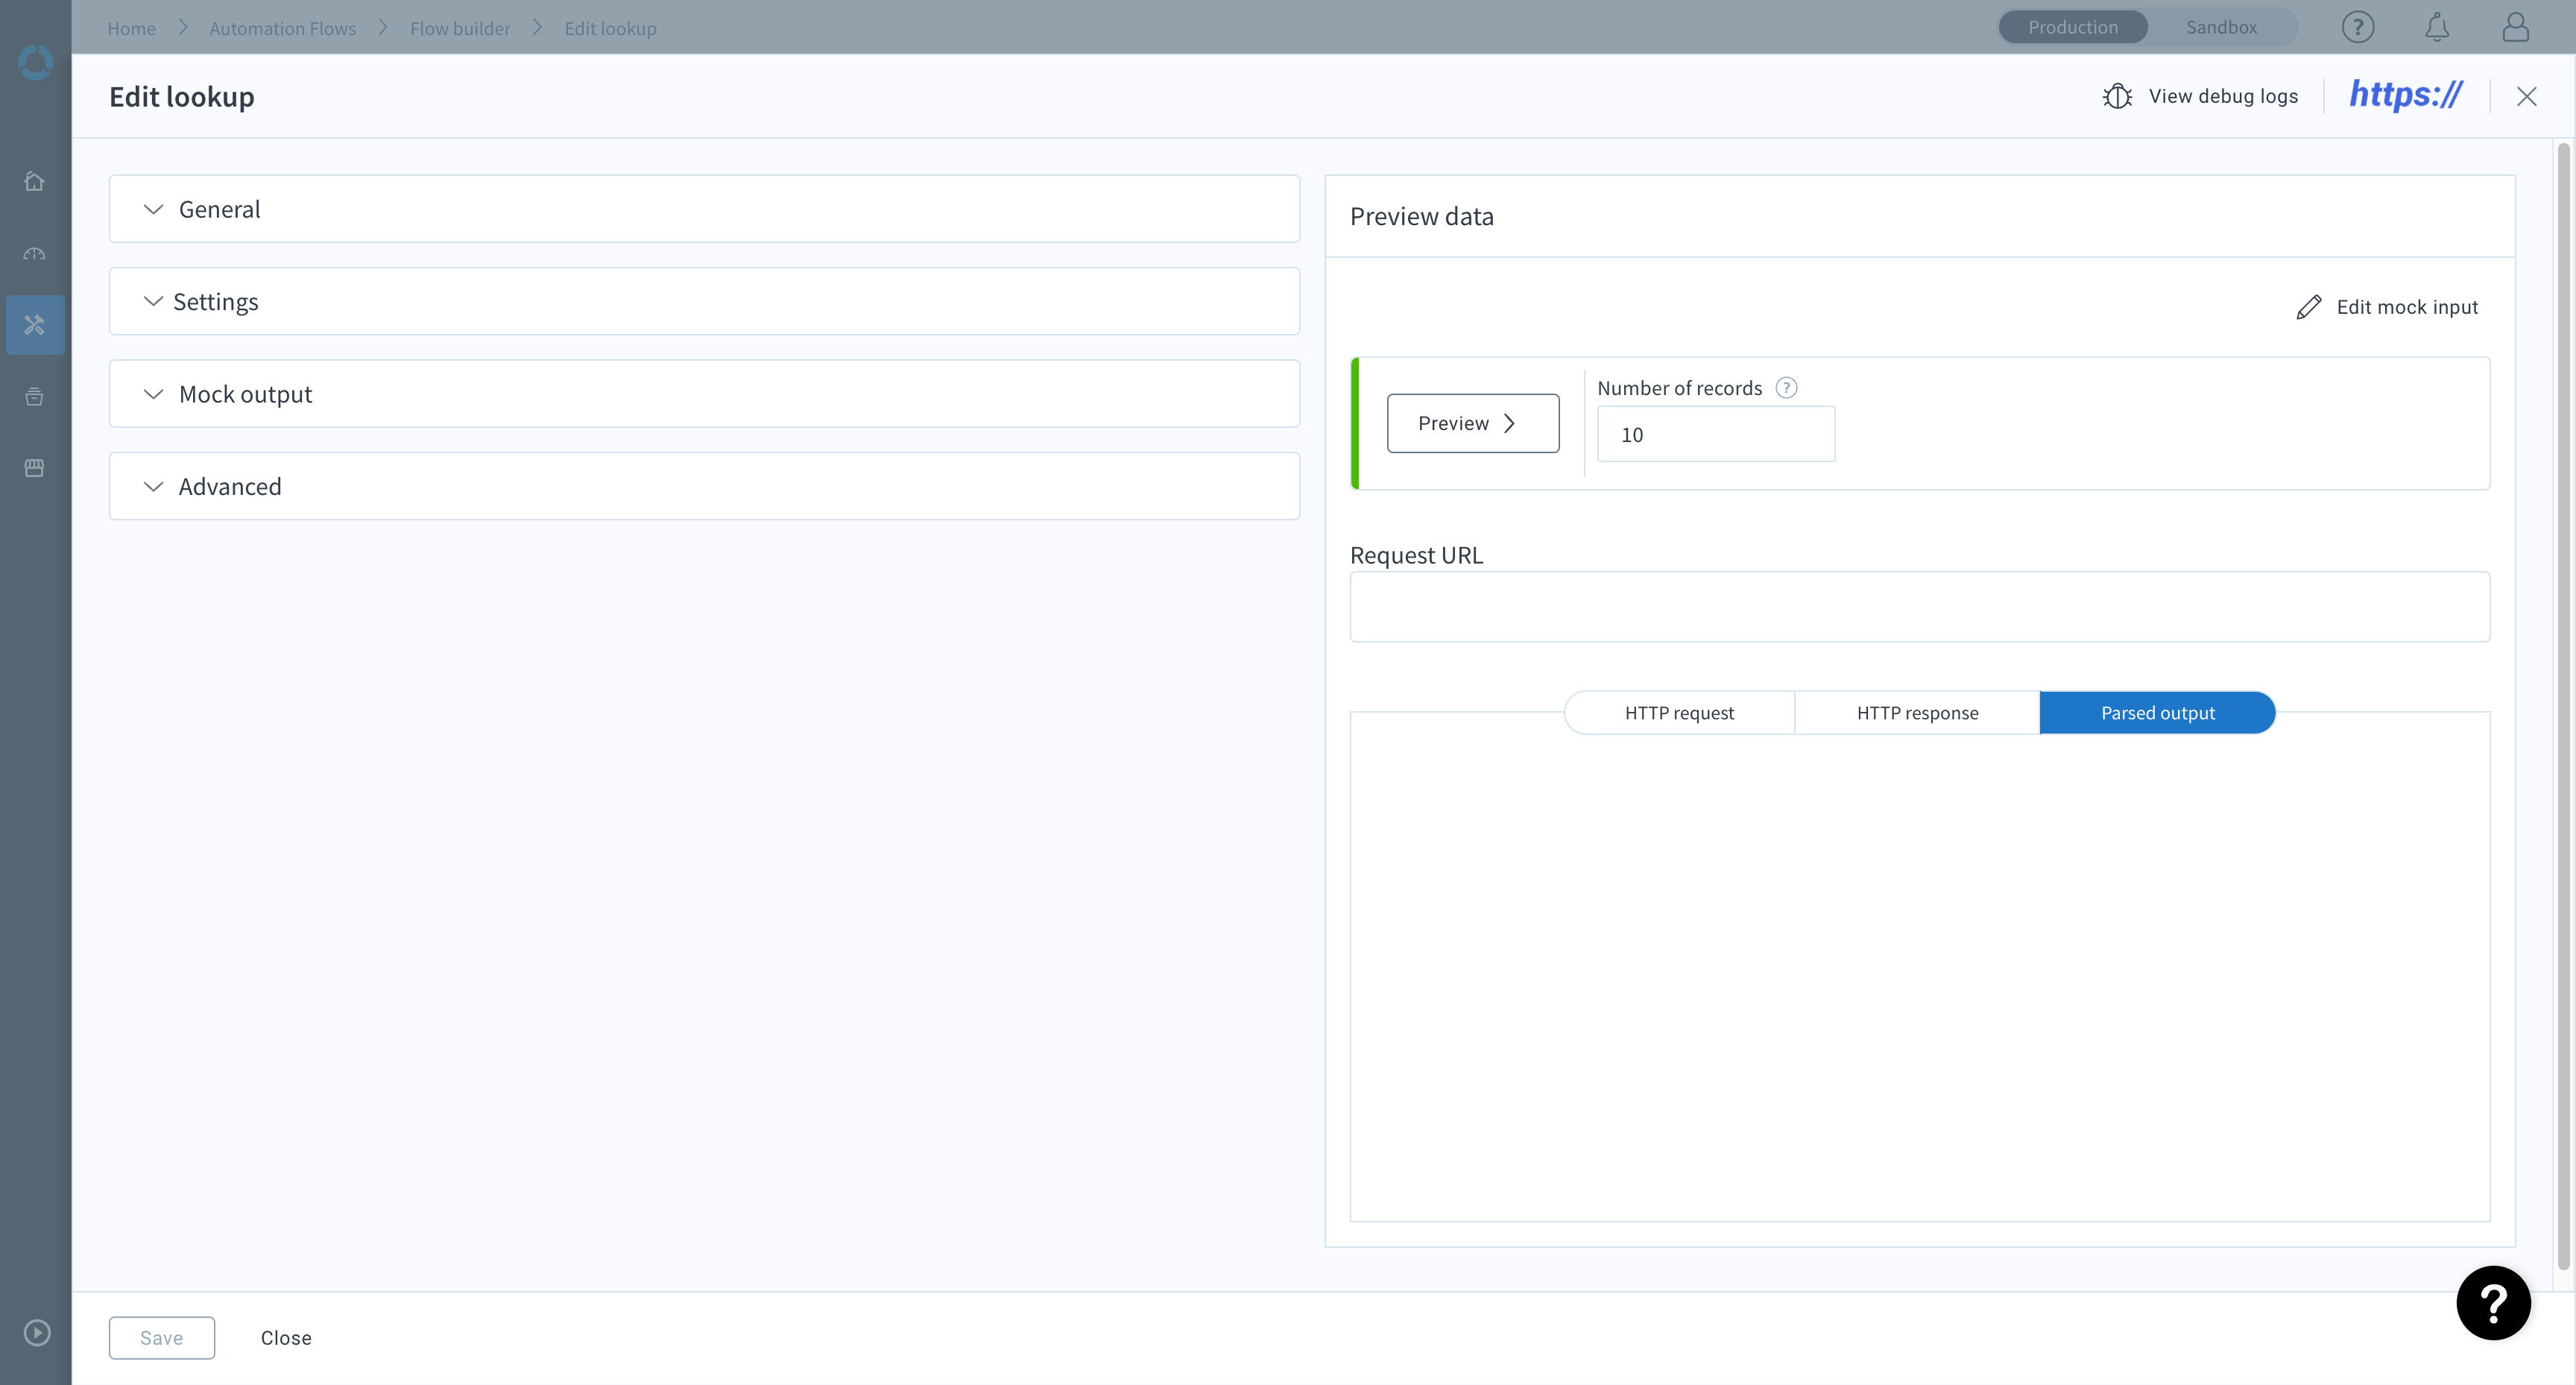 Home > Automation Flows > Flow builder > Edit lookup
Production Sandbox
Edit lookup
View debug logs
https://
General
Settings
Mock output
Advanced
Preview data
Edit mock input
Preview
Number of records
10
Request URL
HTTP request HTTP response Parsed output
Save Close